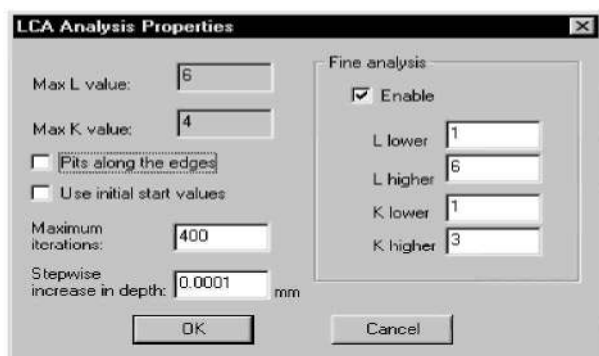 LCA Analysis Properties
Max L value: 6
Max K value: 4
Pits along the edges
Use initial start values
Maximum
iterations: 400
Stepwise
increase in depth: 0.0001 mm
Fine analysis
Enable
L lower 1
L higher 6
K lower 1
K higher 3
OK Cancel